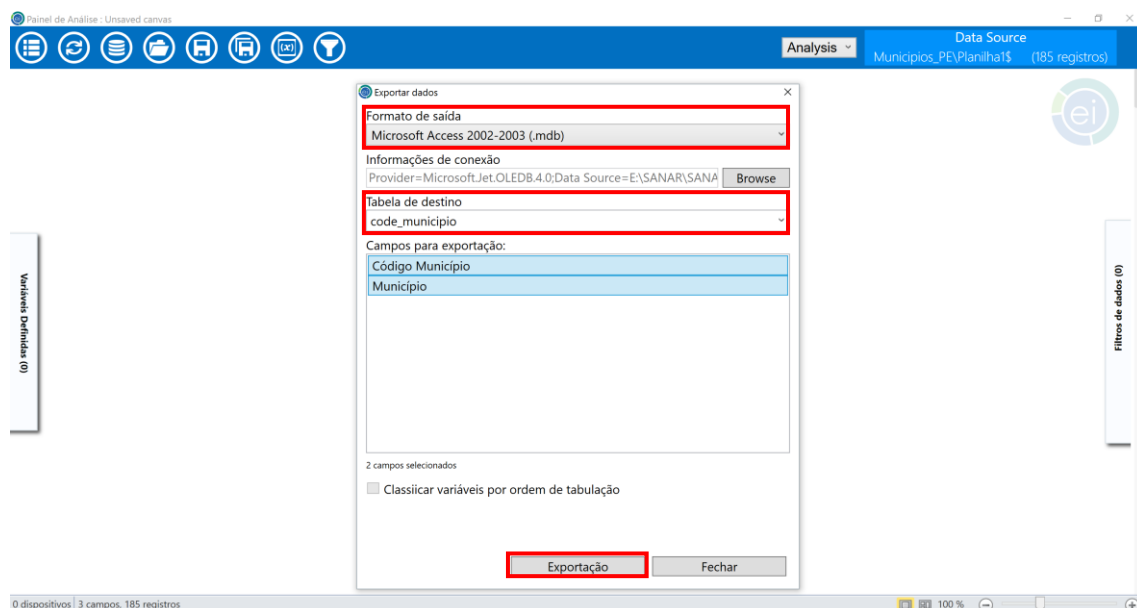 Painel de Análise : Unsaved canvas
Analysis
Data Source
Municipios_PE\Planilha1$ (185 registros)
Exportar dados
Formato de saída
Microsoft Access 2002-2003 (.mdb)
Informações de conexão
Provider=Microsoft.Jet.OLEDB.4.0;Data Source=E:\SANAR\SANA
Browse
Tabela de destino
code_municipio
Campos para exportação:
Código Município
Município
2 campos selecionados
Classiicar variáveis por ordem de tabulação
Exportação
Fechar
Variáveis Definidas (0)
Filtros de dados (0)
ei
(x)
0 dispositivos 3 campos, 185 registros
100 %